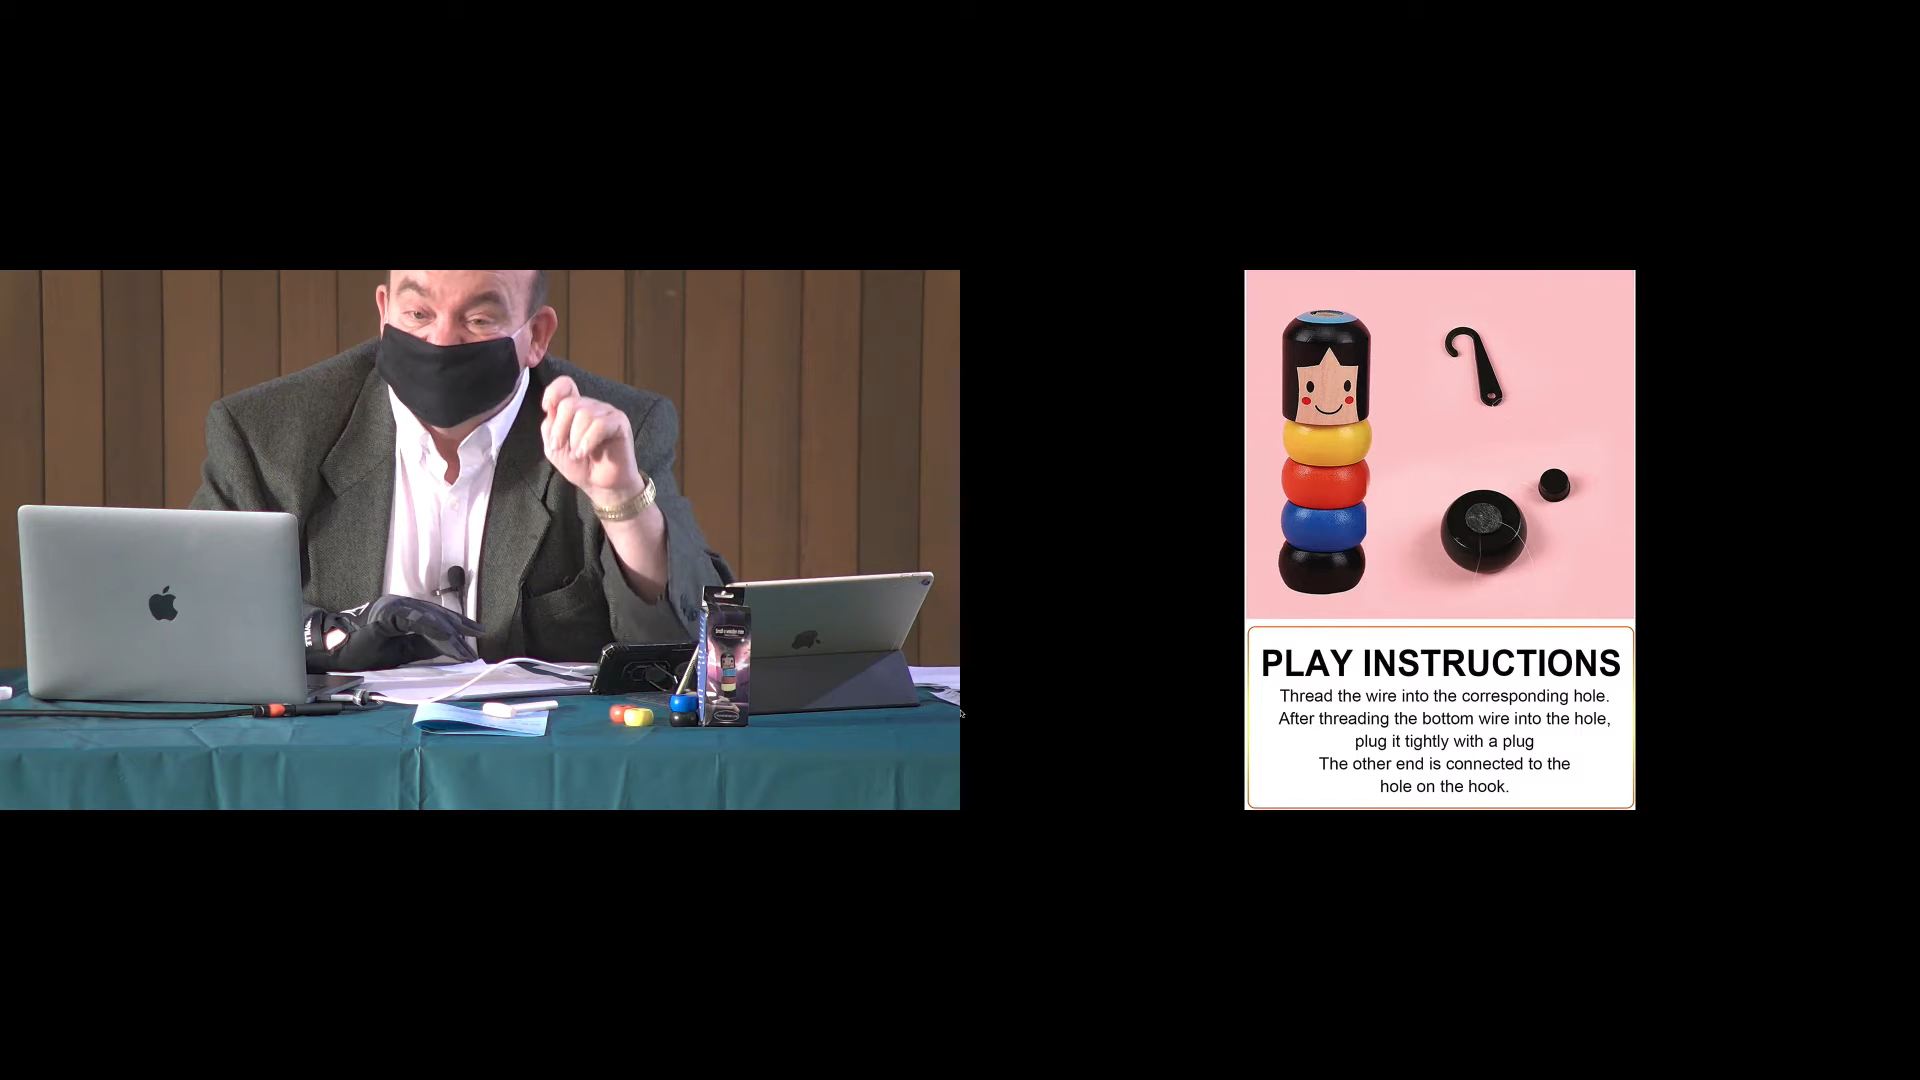 PLAY INSTRUCTIONS
Thread the wire into the corresponding hole.
After threading the bottom wire into the hole,
plug it tightly with a plug
The other end is connected to the
hole on the hook.